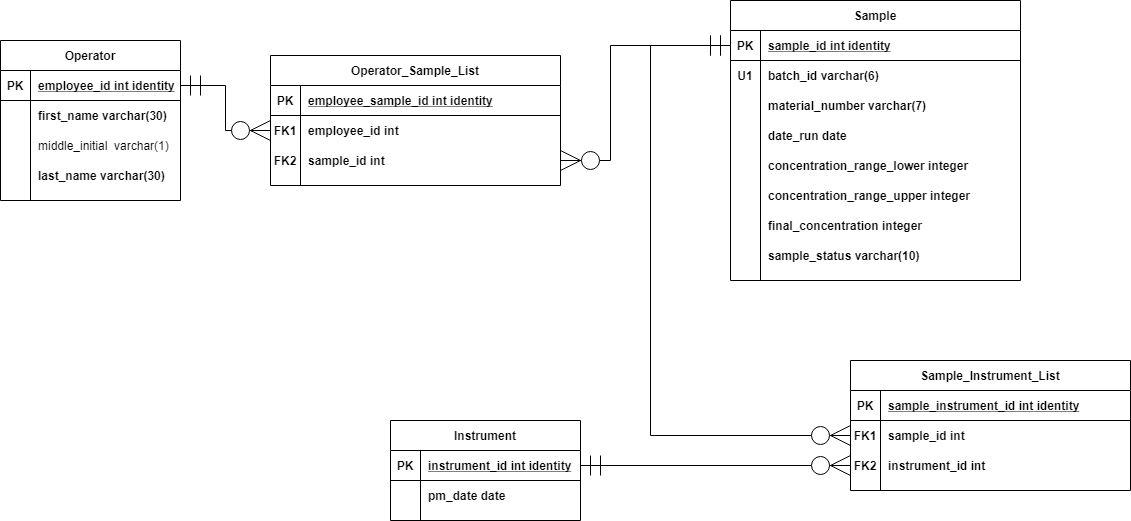 Operator
PK employee_id int identity
first_name varchar(30)
middle_initial varchar(1)
last_name varchar(30)
Operator_Sample_List
PK employee_sample_id int identity
FK1 employee_id int
FK2 sample_id int
Sample
PK sample_id int identity
U1 batch_id varchar(6)
material_number varchar(7)
date_run date
concentration_range_lower integer
concentration_range_upper integer
final_concentration integer
sample_status varchar(10)
Instrument
PK instrument_id int identity
pm_date date
Sample_Instrument_List
PK sample_instrument_id int identity
FK1 sample_id int
FK2 instrument_id int